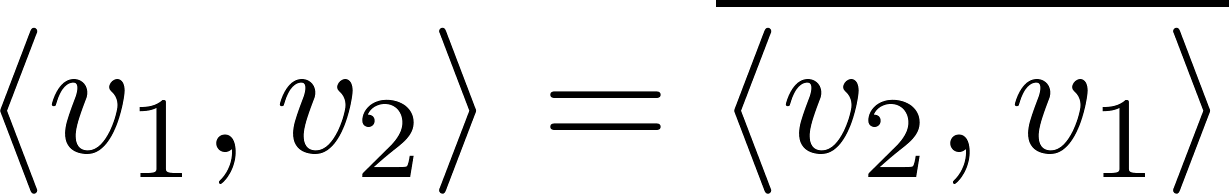 ⟨v₁, v₂⟩ = \overline{⟨v₂, v₁⟩}